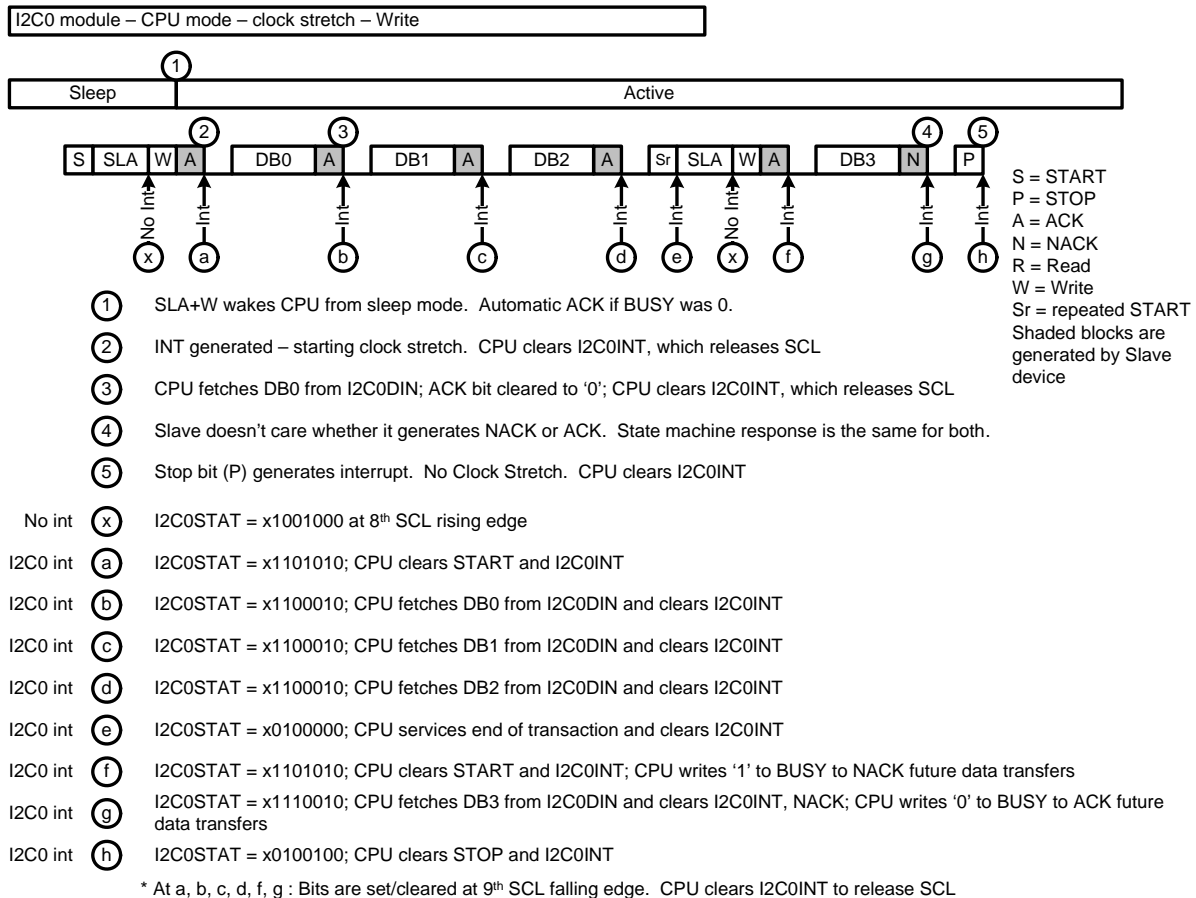 I2C0 module – CPU mode – clock stretch – Write
1
Sleep Active
2 3 4 5
S SLA W A DB0 A DB1 A DB2 A Sr SLA W A DB3 N P
No Int Int Int Int Int Int No Int Int Int Int
x a b c d e x f g h
S = START
P = STOP
A = ACK
N = NACK
R = Read
W = Write
Sr = repeated START
Shaded blocks are
generated by Slave
device
1 SLA+W wakes CPU from sleep mode. Automatic ACK if BUSY was 0.
2 INT generated – starting clock stretch. CPU clears I2C0INT, which releases SCL
3 CPU fetches DB0 from I2C0DIN; ACK bit cleared to ‘0’; CPU clears I2C0INT, which releases SCL
4 Slave doesn’t care whether it generates NACK or ACK. State machine response is the same for both.
5 Stop bit (P) generates interrupt. No Clock Stretch. CPU clears I2C0INT
No int x I2C0STAT = x1001000 at 8th SCL rising edge
I2C0 int a I2C0STAT = x1101010; CPU clears START and I2C0INT
I2C0 int b I2C0STAT = x1100010; CPU fetches DB0 from I2C0DIN and clears I2C0INT
I2C0 int c I2C0STAT = x1100010; CPU fetches DB1 from I2C0DIN and clears I2C0INT
I2C0 int d I2C0STAT = x1100010; CPU fetches DB2 from I2C0DIN and clears I2C0INT
I2C0 int e I2C0STAT = x0100000; CPU services end of transaction and clears I2C0INT
I2C0 int f I2C0STAT = x1101010; CPU clears START and I2C0INT; CPU writes ‘1’ to BUSY to NACK future data transfers
I2C0 int g I2C0STAT = x1110010; CPU fetches DB3 from I2C0DIN and clears I2C0INT, NACK; CPU writes ‘0’ to BUSY to ACK future
data transfers
I2C0 int h I2C0STAT = x0100100; CPU clears STOP and I2C0INT
* At a, b, c, d, f, g : Bits are set/cleared at 9th SCL falling edge. CPU clears I2C0INT to release SCL